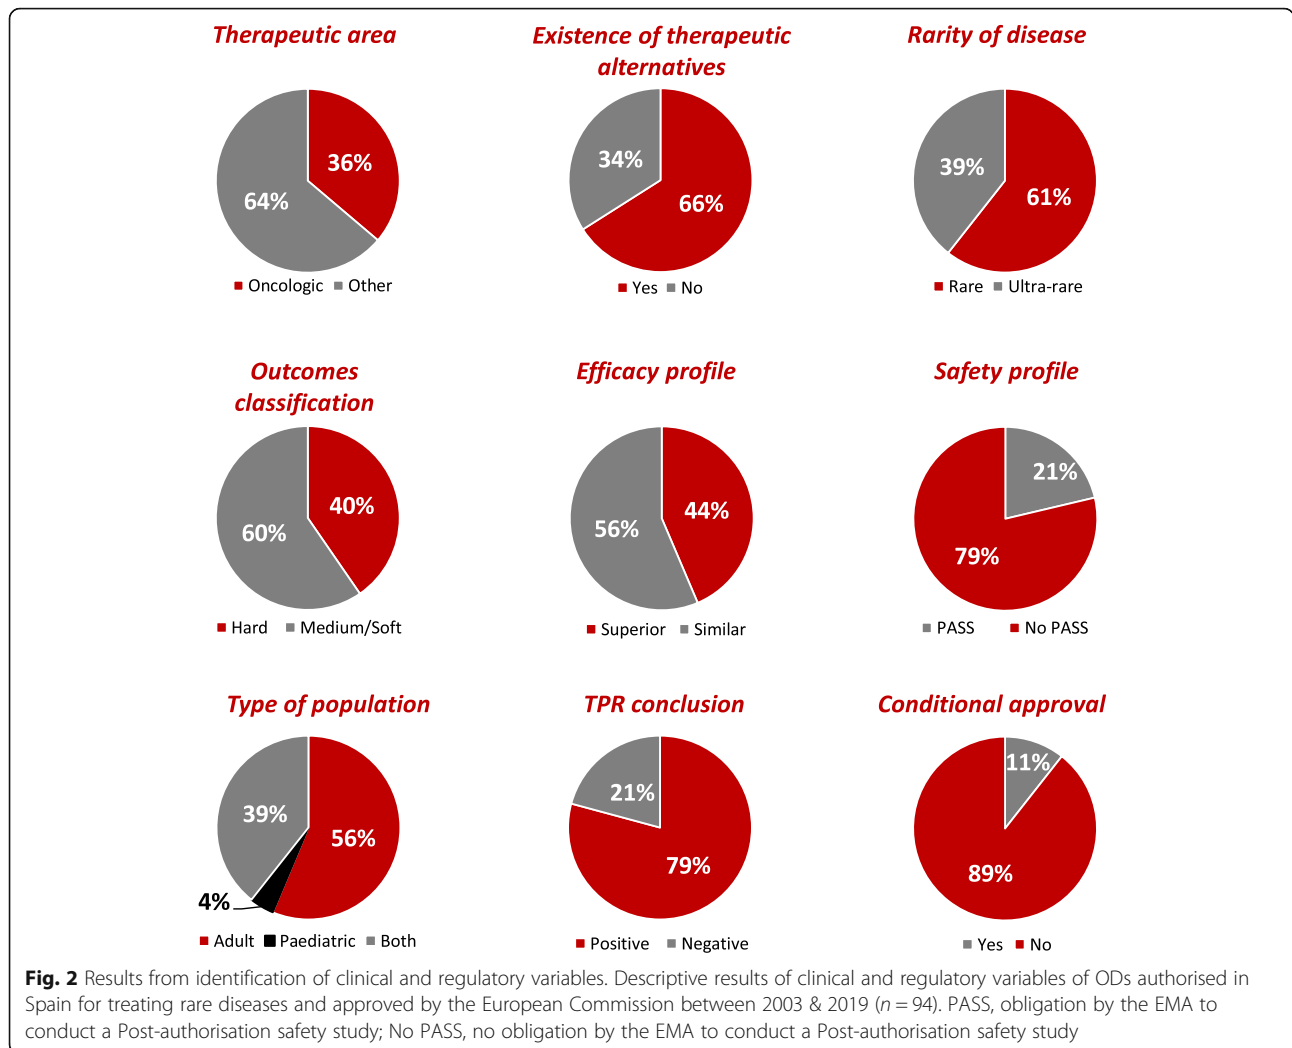 Therapeutic area
36%
64%
Oncologic Other
Existence of therapeutic
alternatives
34%
66%
Yes No
Rarity of disease
39%
61%
Rare Ultra-rare
Outcomes
classification
40%
60%
Hard Medium/Soft
Efficacy profile
56%
44%
Superior Similar
Safety profile
21%
79%
PASS No PASS
Type of population
39%
56%
4%
Adult Paediatric Both
TPR conclusion
21%
79%
Positive Negative
Conditional approval
11%
89%
Yes No
Fig. 2 Results from identification of clinical and regulatory variables. Descriptive results of clinical and regulatory variables of ODs authorised in
Spain for treating rare diseases and approved by the European Commission between 2003 & 2019 (n = 94). PASS, obligation by the EMA to
conduct a Post-authorisation safety study; No PASS, no obligation by the EMA to conduct a Post-authorisation safety study